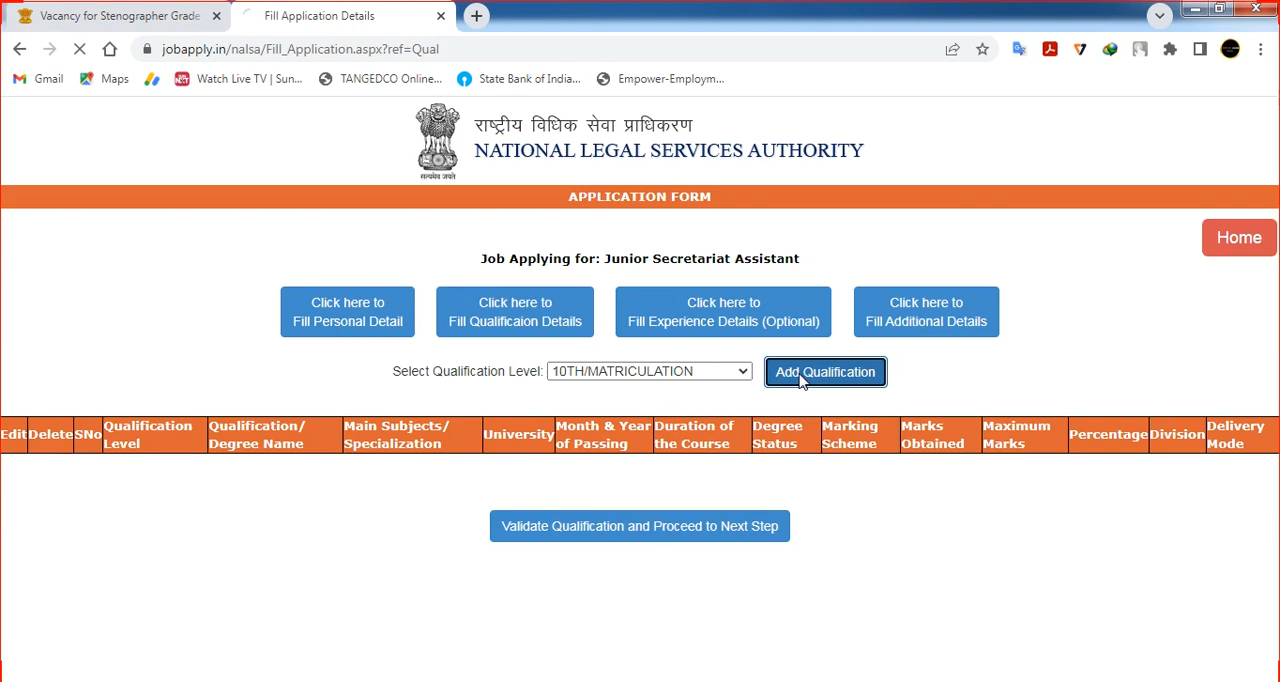 Vacancy for Stenographer Grade
Fill Application Details
jobapply.in/nalsa/Fill_Application.aspx?ref=Qual
Gmail
Maps
Watch Live TV | Sun...
TANGEDCO Online...
State Bank of India...
Empower-Employm...
राष्ट्रीय विधिक सेवा प्राधिकरण
NATIONAL LEGAL SERVICES AUTHORITY
सत्यमेव जयते
APPLICATION FORM
Home
Job Applying for: Junior Secretariat Assistant
Click here to
Fill Personal Detail
Click here to
Fill Qualificaion Details
Click here to
Fill Experience Details (Optional)
Click here to
Fill Additional Details
Select Qualification Level: 10TH/MATRICULATION
Add Qualification
Edit
Delete
SNo
Qualification
Level
Qualification/
Degree Name
Main Subjects/
Specialization
University
Month & Year
of Passing
Duration of
the Course
Degree
Status
Marking
Scheme
Marks
Obtained
Maximum
Marks
Percentage
Division
Delivery
Mode
Validate Qualification and Proceed to Next Step